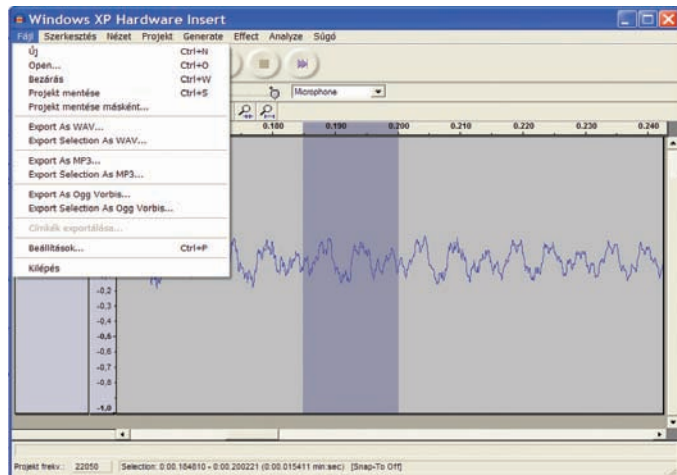 Windows XP Hardware Insert
Fájl Szerkesztés Nézet Projekt Generate Effect Analyze Súgó
Új Ctrl+N
Open... Ctrl+O
Bezárás Ctrl+W
Projekt mentése Ctrl+S
Projekt mentése másként...
Export As WAV...
Export Selection As WAV...
Export As MP3...
Export Selection As MP3...
Export As Ogg Vorbis...
Export Selection As Ogg Vorbis...
Címkék exportálása...
Beállítások... Ctrl+P
Kilépés
Microphone
0.180 0.190 0.200 0.210 0.220 0.230 0.240
-0,2
-0,3
-0,4
-0,5
-0,6
-0,7
-0,8
-1,0
Projekt frekv.: 22050 Selection: 0:00.184810 - 0:00.200221 (0:00.015411 min:sec) [Snap-To Off]